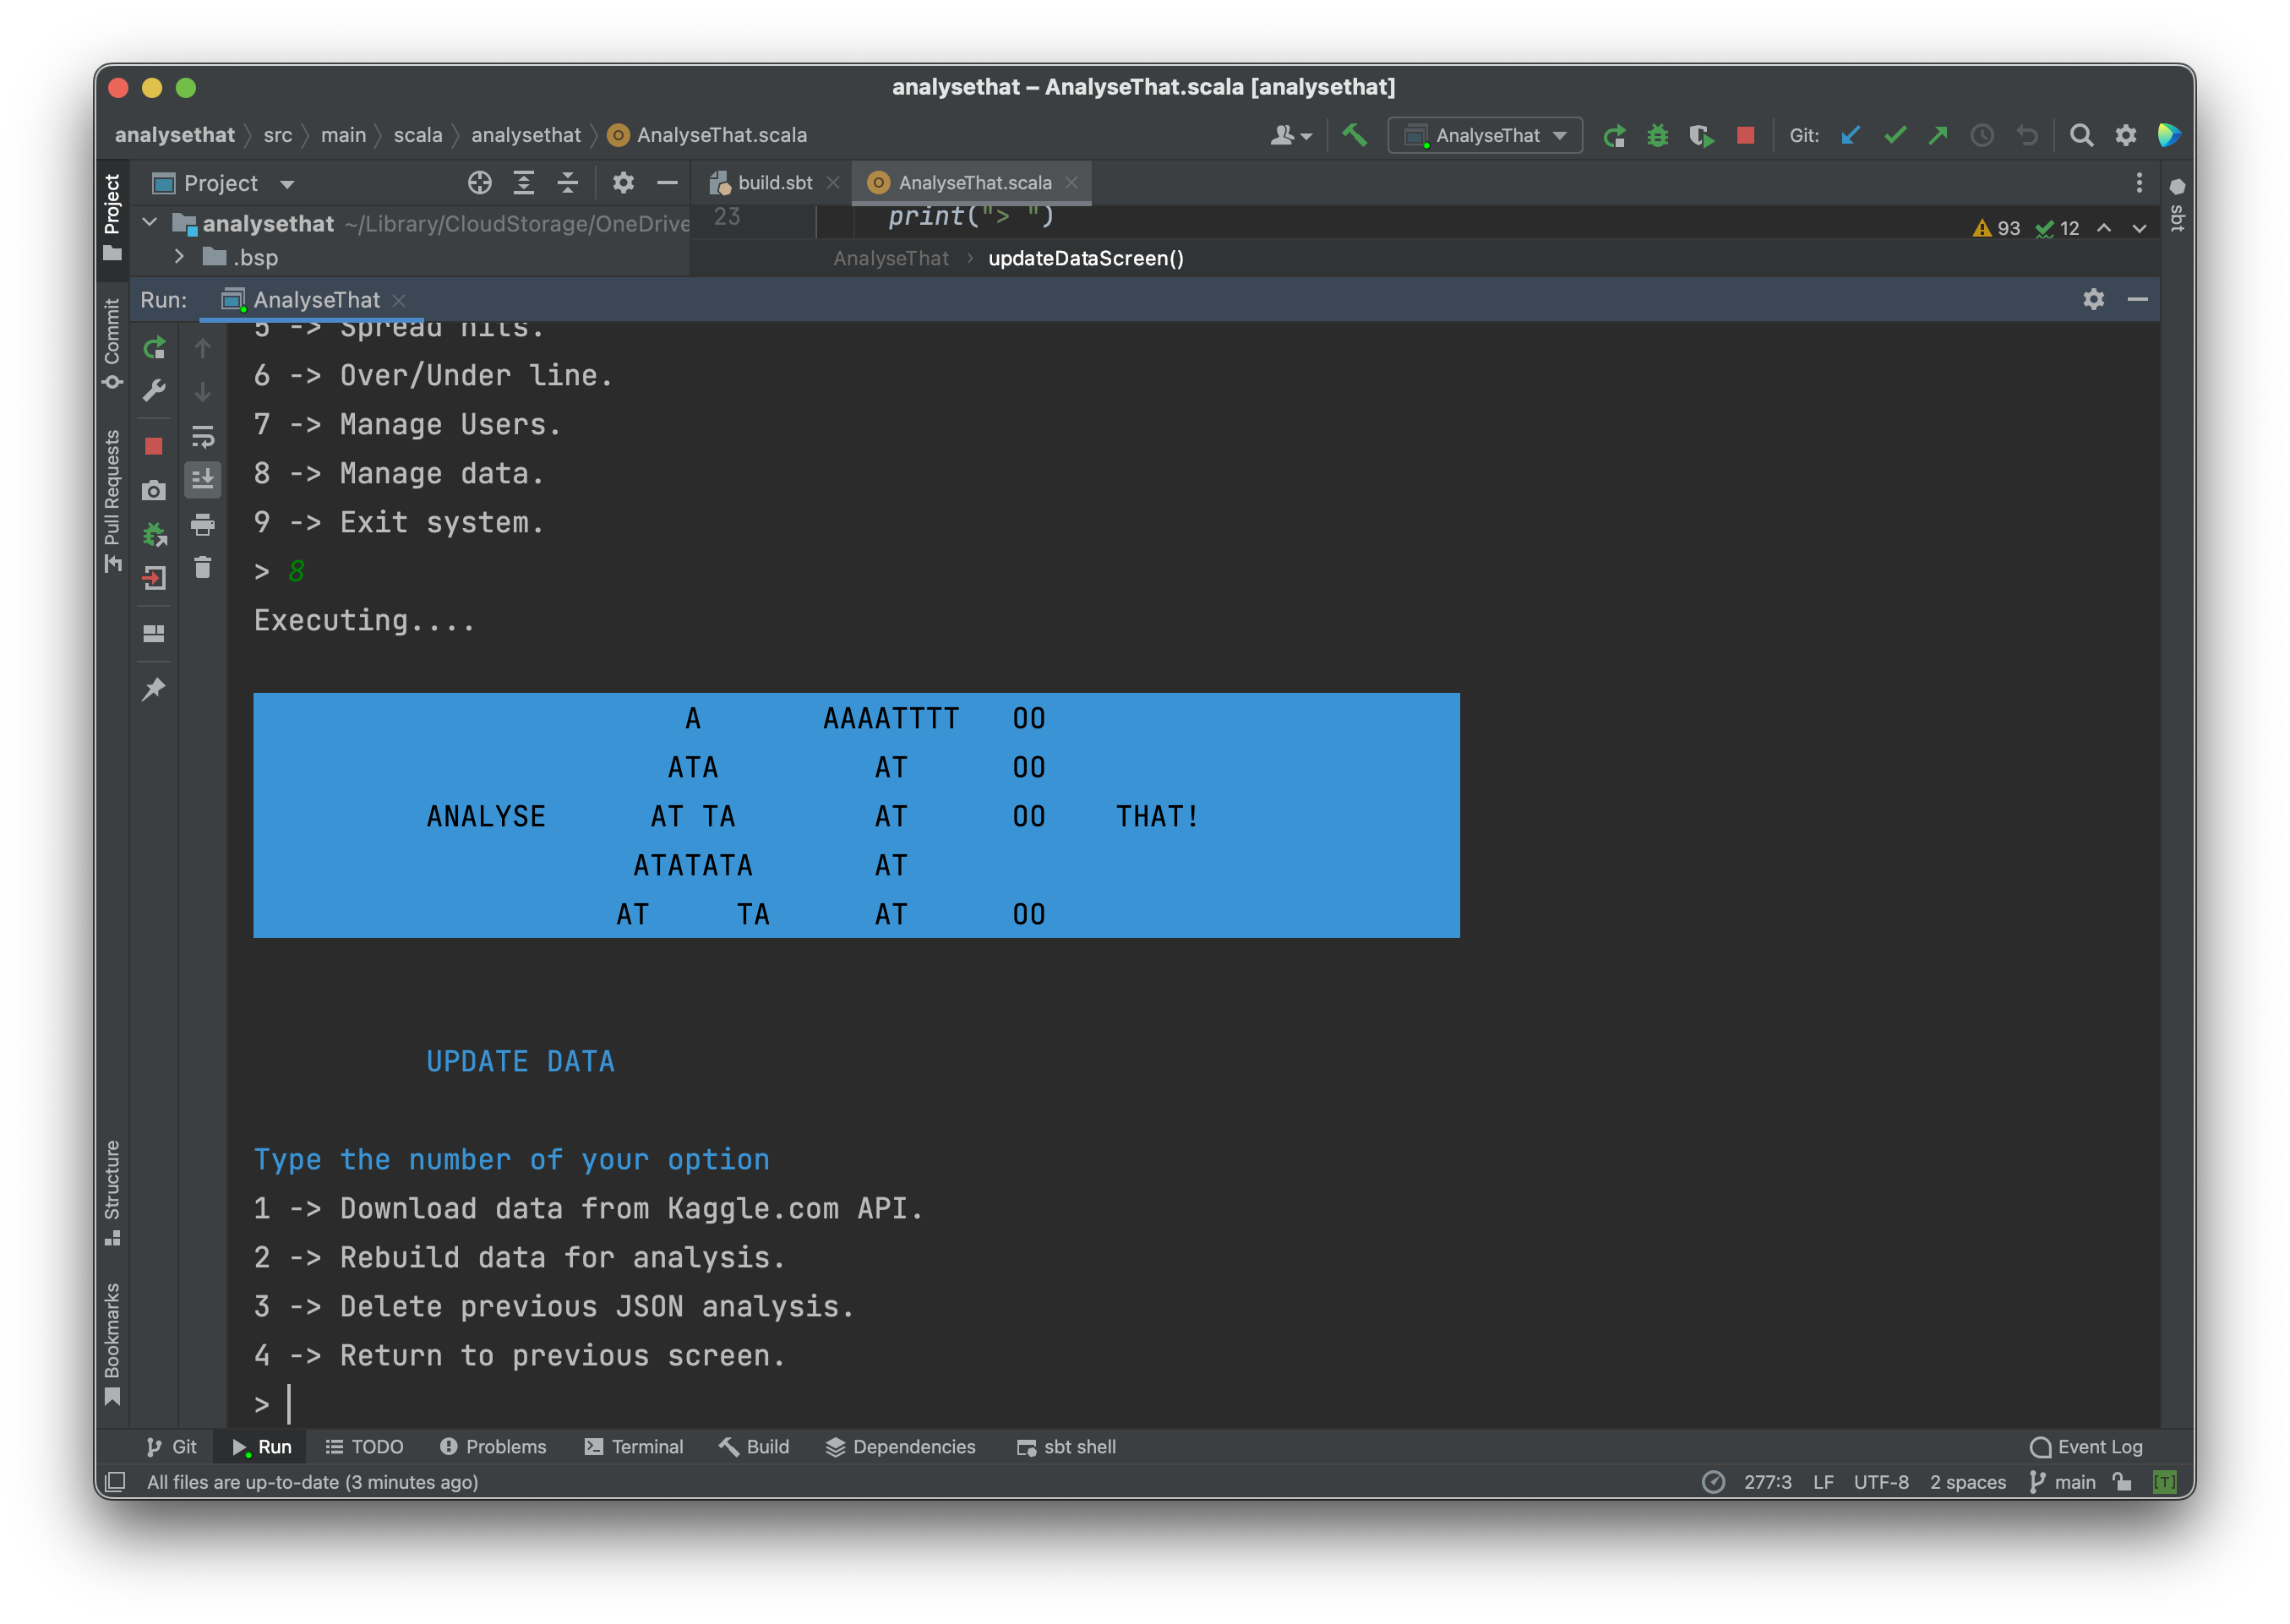 analysethat – AnalyseThat.scala [analysethat]
analysethat src main scala analysethat AnalyseThat.scala AnalyseThat Git:
Project build.sbt AnalyseThat.scala
analysethat ~/Library/CloudStorage/OneDrive 23 print("> ") 93 12
.bsp AnalyseThat updateDataScreen()
Project
Commit
Pull Requests
Structure
Bookmarks
sbt
Run: AnalyseThat
5 -> Spread hits.
6 -> Over/Under line.
7 -> Manage Users.
8 -> Manage data.
9 -> Exit system.
> 8
Executing....
A AAAATTTT OO
ATA AT OO
ANALYSE AT TA AT OO THAT!
ATATATA AT
AT TA AT OO
UPDATE DATA
Type the number of your option
1 -> Download data from Kaggle.com API.
2 -> Rebuild data for analysis.
3 -> Delete previous JSON analysis.
4 -> Return to previous screen.
>
Git Run TODO Problems Terminal Build Dependencies sbt shell Event Log
All files are up-to-date (3 minutes ago) 277:3 LF UTF-8 2 spaces main [T]